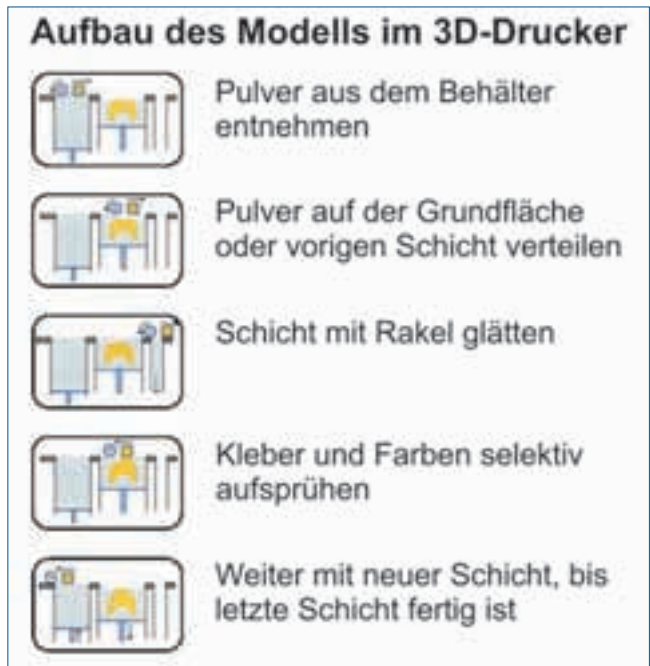 Aufbau des Modells im 3D-Drucker
Pulver aus dem Behälter
entnehmen
Pulver auf der Grundfläche
oder vorigen Schicht verteilen
Schicht mit Rakel glätten
Kleber und Farben selektiv
aufsprühen
Weiter mit neuer Schicht, bis
letzte Schicht fertig ist